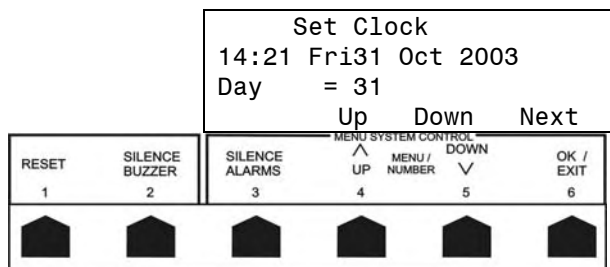 Set Clock
14:21 Fri31 Oct 2003
Day = 31
Up Down Next
MENU SYSTEM CONTROL
RESET
1
SILENCE
BUZZER
2
SILENCE
ALARMS
3
UP
4
MENU /
NUMBER
DOWN
5
OK /
EXIT
6